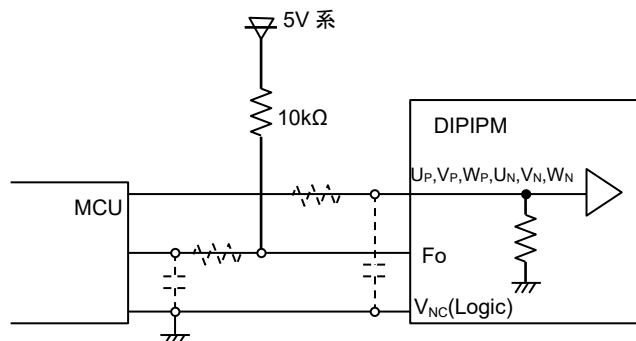 5V 系
10kΩ
DIPIPM
MCU
UP,VP,WP,UN,VN,WN
Fo
VNC(Logic)